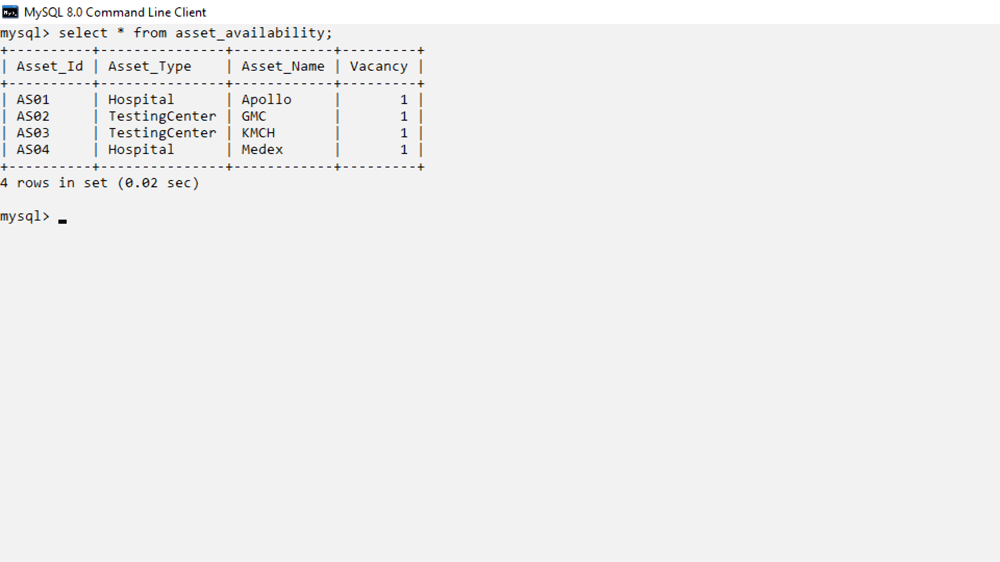 MySQL 8.0 Command Line Client
mysql> select * from asset_availability;
+----------+---------------+------------+---------+
| Asset_Id | Asset_Type    | Asset_Name | Vacancy |
+----------+---------------+------------+---------+
| AS01     | Hospital      | Apollo     |       1 |
| AS02     | TestingCenter | GMC        |       1 |
| AS03     | TestingCenter | KMCH       |       1 |
| AS04     | Hospital      | Medex      |       1 |
+----------+---------------+------------+---------+
4 rows in set (0.02 sec)
mysql> _